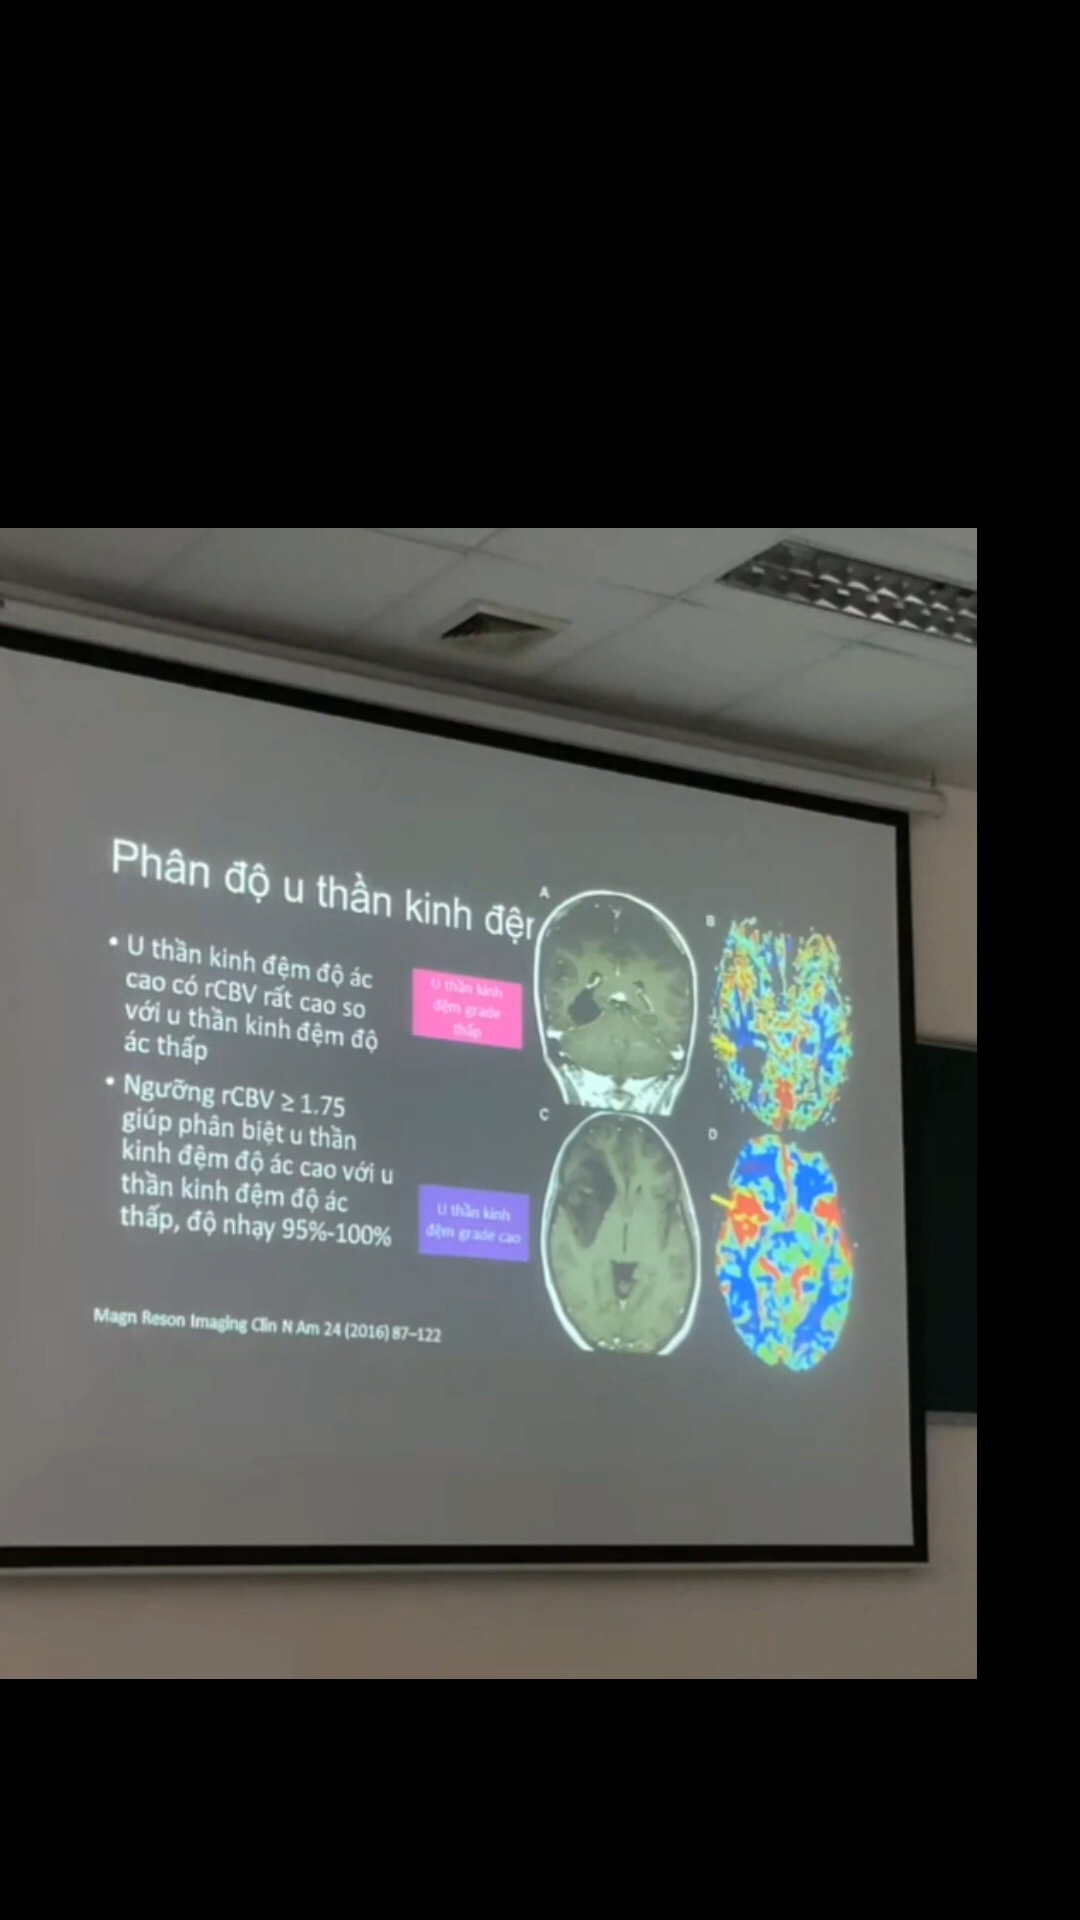 Phân độ u thần kinh đệm
• U thần kinh đệm độ ác
cao có rCBV rất cao so
với u thần kinh đệm độ
ác thấp
• Ngưỡng rCBV ≥ 1.75
giúp phân biệt u thần
kinh đệm độ ác cao với u
thần kinh đệm độ ác
thấp, độ nhạy 95%-100%
Magn Reson Imaging Clin N Am 24 (2016) 87–122
U thần kinh
đệm grade
thấp
U thần kinh
đệm grade cao
A
B
C
D